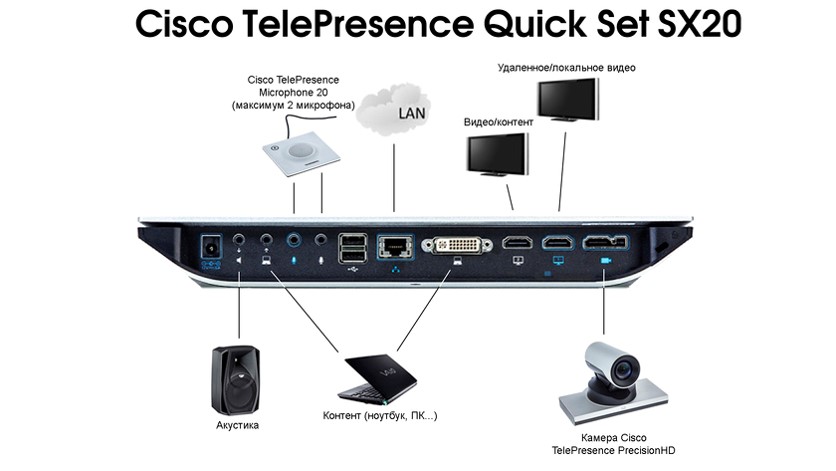 Cisco TelePresence Quick Set SX20
Удаленное/локальное видео
Cisco TelePresence
Microphone 20
(максимум 2 микрофона)
LAN
Видео/контент
VAIO
Контент (ноутбук, ПК...)
Акустика
Камера Cisco
TelePresence PrecisionHD